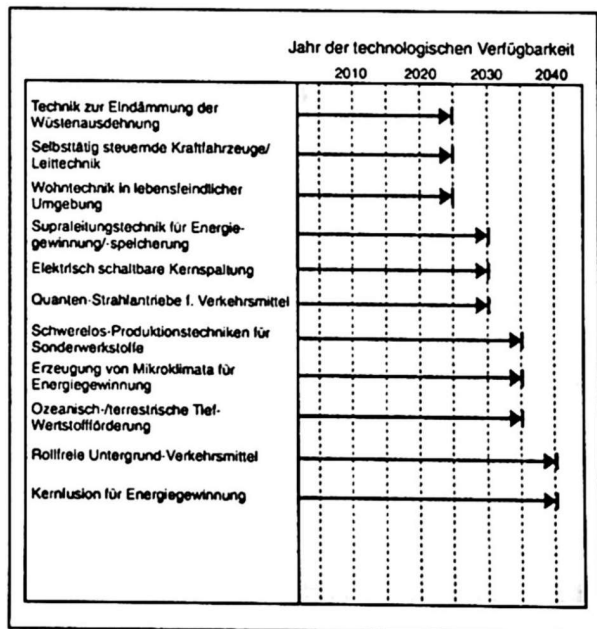 Jahr der technologischen Verfügbarkeit
2010 2020 2030 2040
Technik zur Eindämmung der
Wüstenausdehnung
Selbsttätig steuernde Kraftfahrzeuge/
Leittechnik
Wohntechnik in lebensfeindlicher
Umgebung
Supraleitungstechnik für Energie-
gewinnung/-speicherung
Elektrisch schaltbare Kernspaltung
Quanten-Strahlantriebe f. Verkehrsmittel
Schwerelos-Produktionstechniken für
Sonderwerkstoffe
Erzeugung von Mikroklimata für
Energiegewinnung
Ozeanisch-/terrestrische Tief-
Wertstofförderung
Rollfreie Untergrund-Verkehrsmittel
Kernfusion für Energiegewinnung